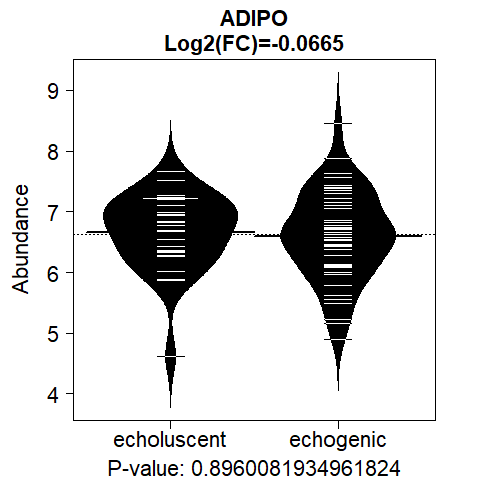 ADIPO
Log2(FC)=-0.0665
9
8
7
6
5
4
Abundance
echoluscent echogenic
P-value: 0.8960081934961824